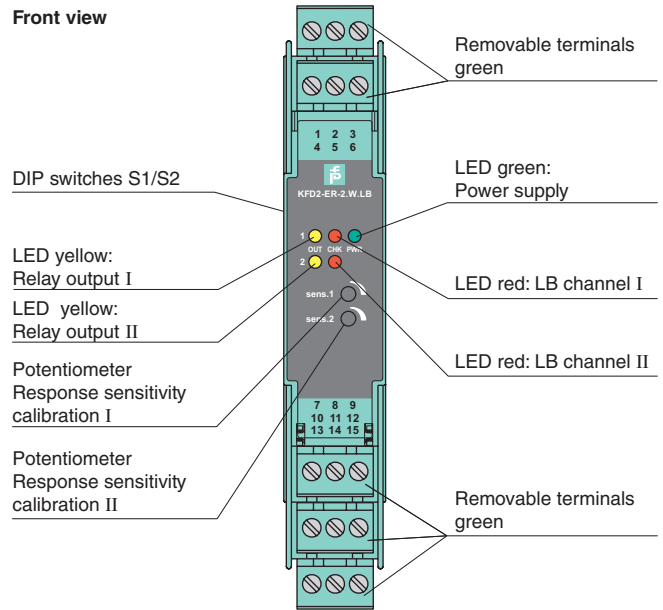 Front view
Removable terminals
green
1 2 3
4 5 6
DIP switches S1/S2
KFD2-ER-2.W.LB
LED green:
Power supply
1
OUT CHK PWR
2
LED yellow:
Relay output I
LED yellow:
Relay output II
LED red: LB channel I
sens.1
sens.2
LED red: LB channel II
Potentiometer
Response sensitivity
calibration I
7 8 9
10 11 12
13 14 15
Potentiometer
Response sensitivity
calibration II
Removable terminals
green